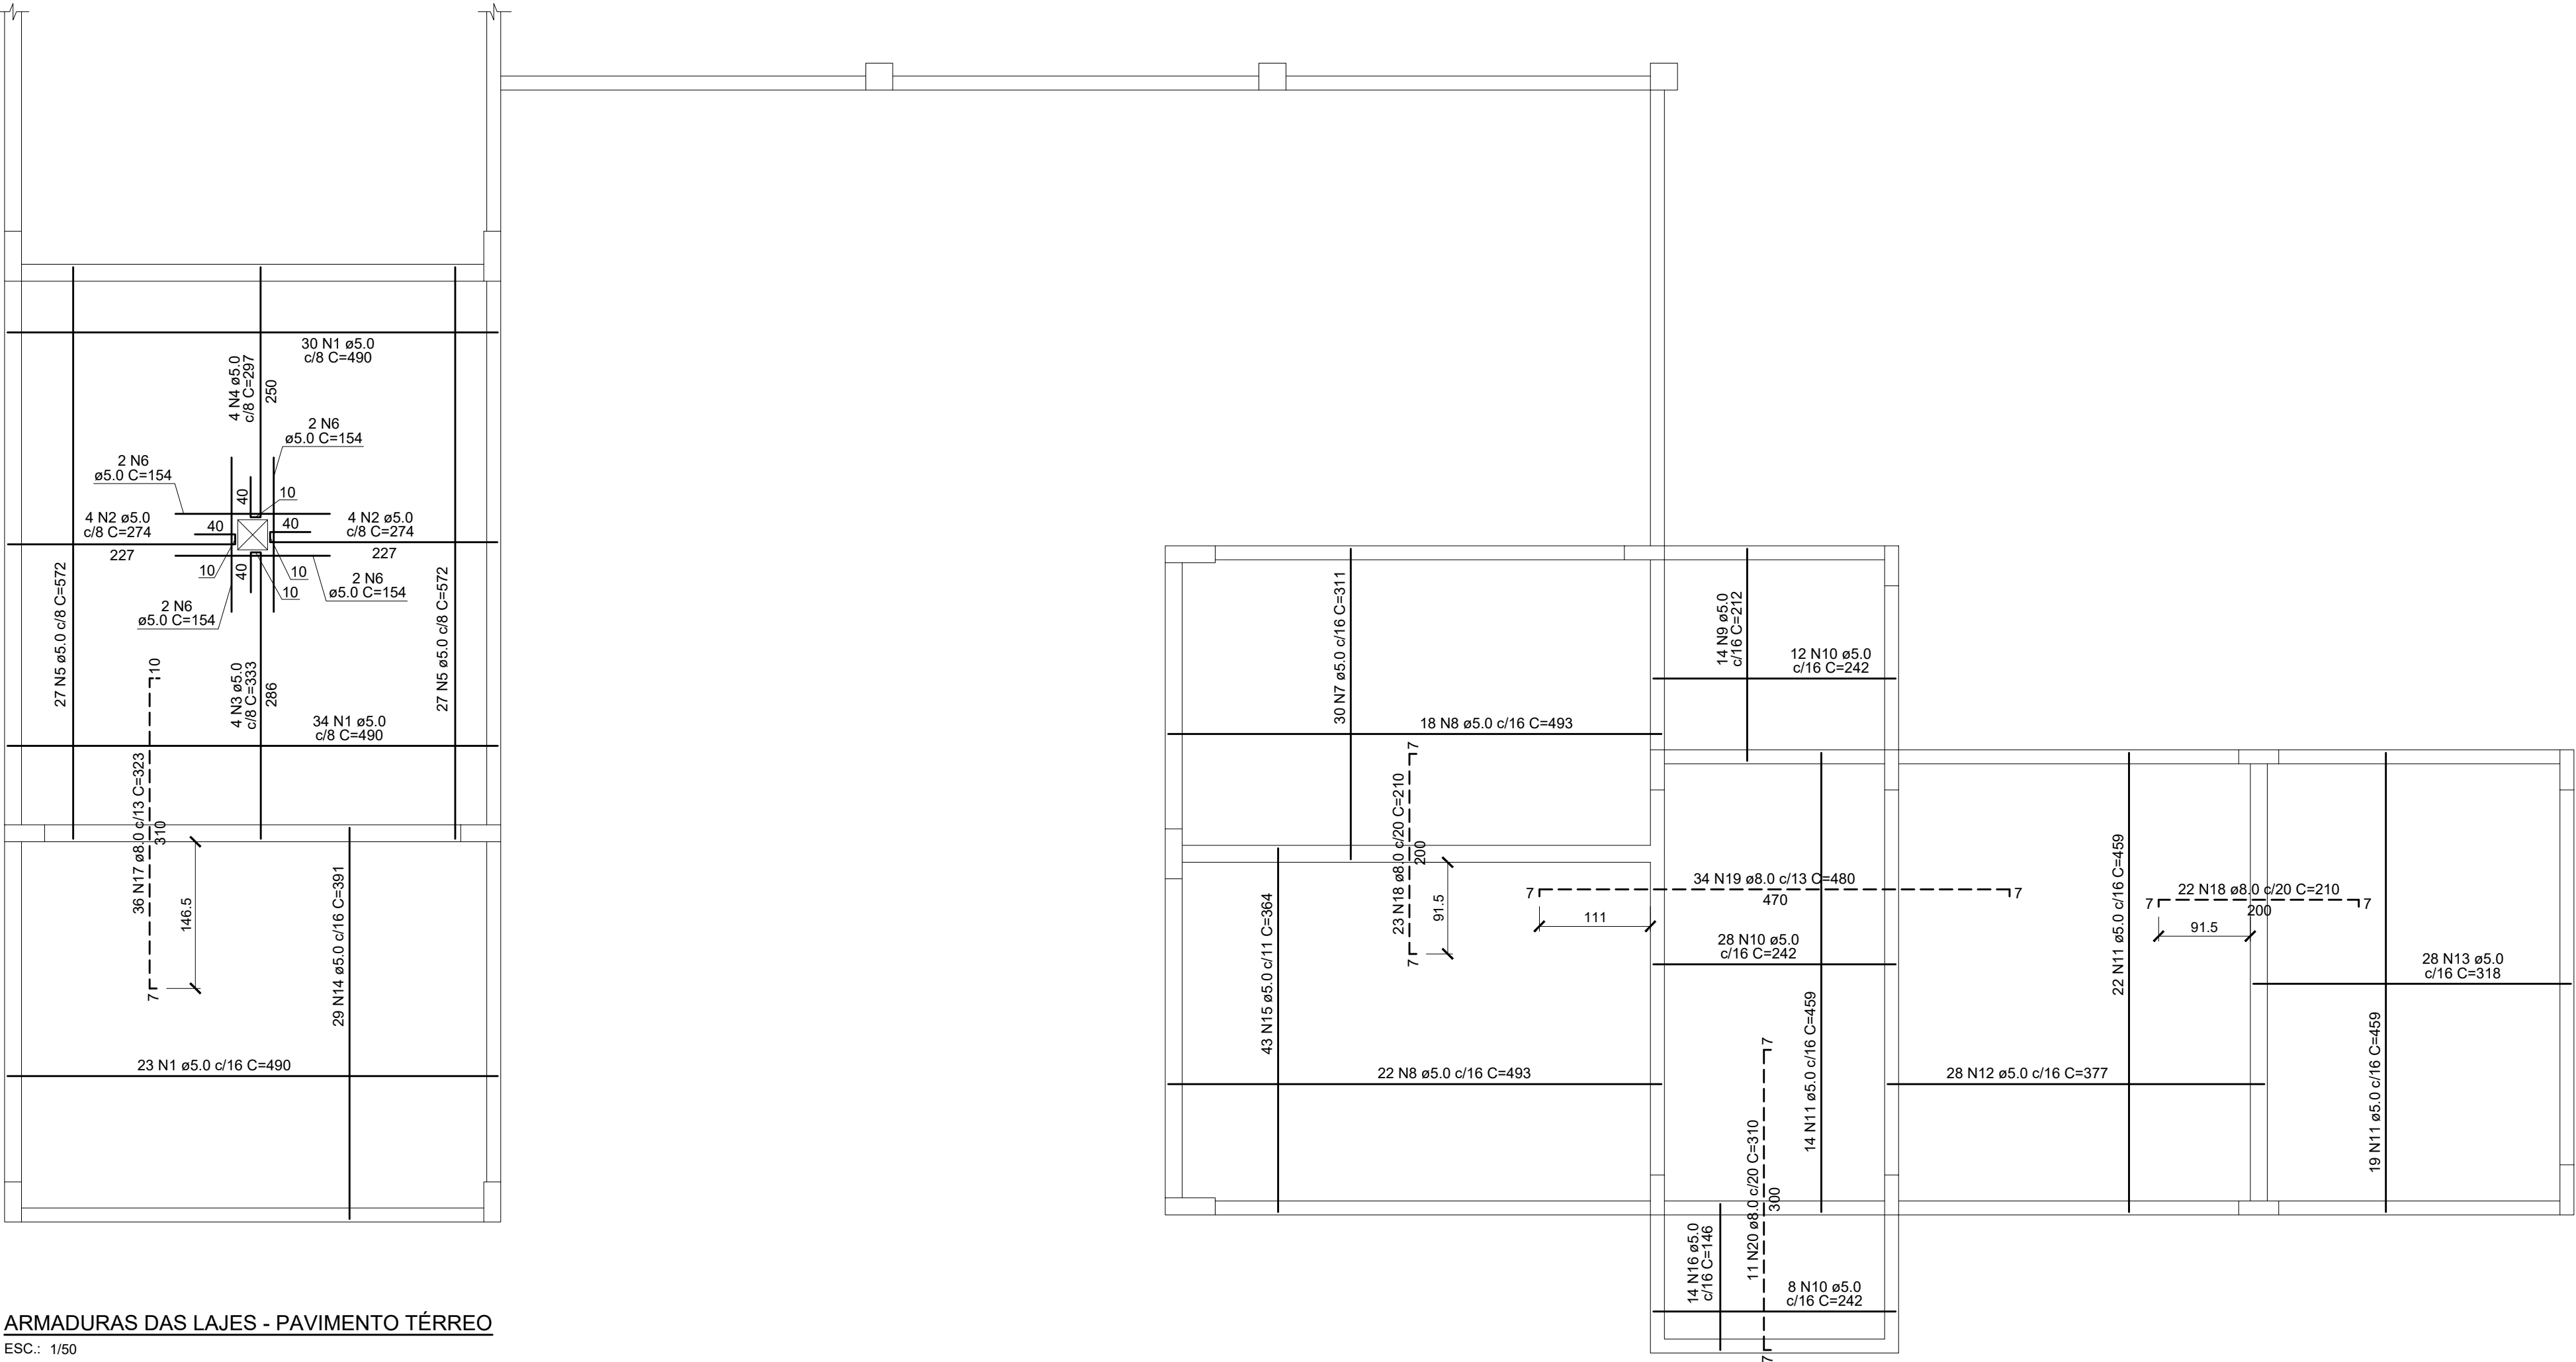 30 N1 ø5.0
c/8 C=490
4 N4 ø5.0
c/8 C=297
250
2 N6
ø5.0 C=154
2 N6
ø5.0 C=154
40
10
4 N2 ø5.0
c/8 C=274
40
227
40
4 N2 ø5.0
c/8 C=274
227
10
40
10
10
2 N6
ø5.0 C=154
2 N6
ø5.0 C=154
27 N5 ø5.0 c/8 C=572
27 N5 ø5.0 c/8 C=572
4 N3 ø5.0
c/8 C=333
286
34 N1 ø5.0
c/8 C=490
10
36 N17 ø8.0 c/13 C=323
310
7
146.5
29 N14 ø5.0 c/16 C=391
23 N1 ø5.0 c/16 C=490
30 N7 ø5.0 c/16 C=311
18 N8 ø5.0 c/16 C=493
7
23 N18 ø8.0 c/20 C=210
200
7
91.5
43 N15 ø5.0 c/11 C=364
22 N8 ø5.0 c/16 C=493
14 N9 ø5.0
c/16 C=212
12 N10 ø5.0
c/16 C=242
7
34 N19 ø8.0 c/13 C=480
470
7
111
28 N10 ø5.0
c/16 C=242
14 N11 ø5.0 c/16 C=459
7
11 N20 ø8.0 c/20 C=310
300
7
14 N16 ø5.0
c/16 C=146
8 N10 ø5.0
c/16 C=242
22 N11 ø5.0 c/16 C=459
28 N12 ø5.0 c/16 C=377
7
22 N18 ø8.0 c/20 C=210
200
7
91.5
28 N13 ø5.0
c/16 C=318
19 N11 ø5.0 c/16 C=459
ARMADURAS DAS LAJES - PAVIMENTO TÉRREO
ESC.: 1/50